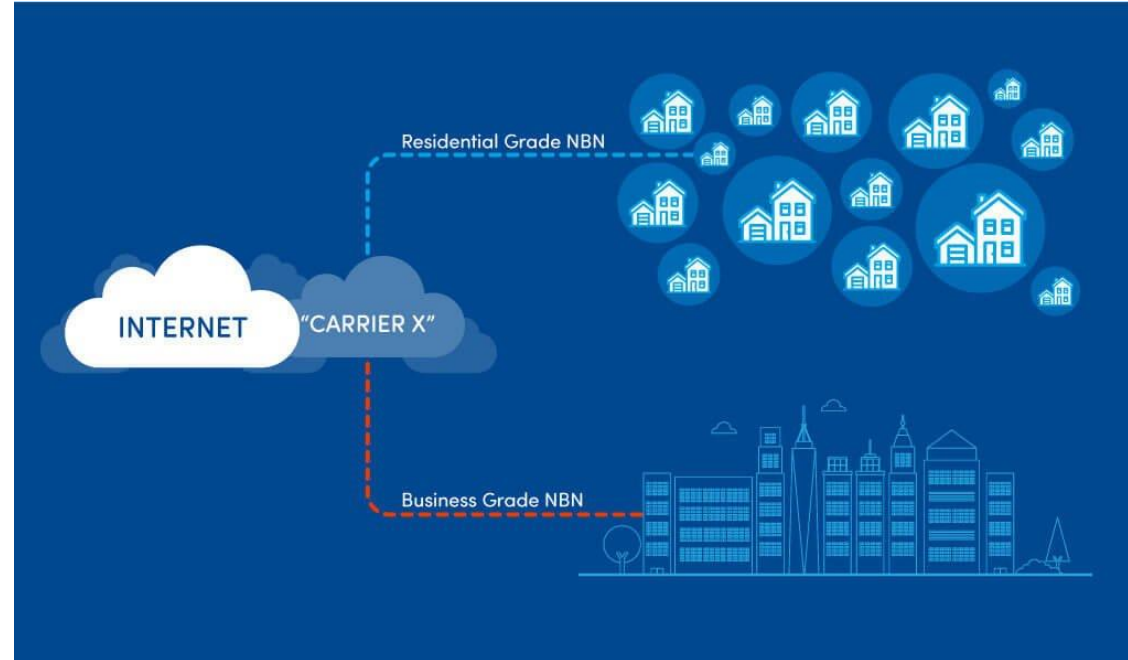 Residential Grade NBN
INTERNET
“CARRIER X”
Business Grade NBN